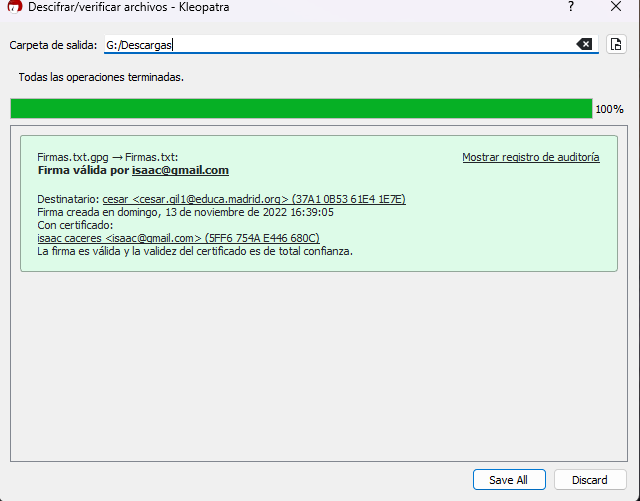 Descifrar/verificar archivos - Kleopatra
Carpeta de salida: G:/Descargas
Todas las operaciones terminadas.
100%
Firmas.txt.gpg → Firmas.txt: Mostrar registro de auditoría
Firma válida por isaac@gmail.com
Destinatario: cesar <cesar.gil1@educa.madrid.org> (37A1 0B53 61E4 1E7E)
Firma creada en domingo, 13 de noviembre de 2022 16:39:05
Con certificado:
isaac caceres <isaac@gmail.com> (5FF6 754A E446 680C)
La firma es válida y la validez del certificado es de total confianza.
Save All Discard